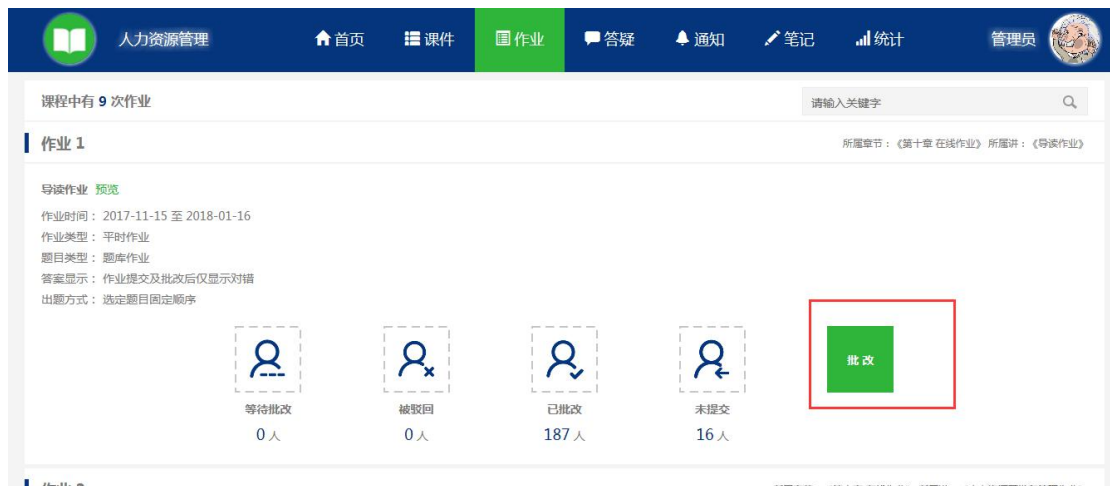 人力资源管理 首页 课件 作业 答疑 通知 笔记 统计 管理员
课程中有 9 次作业 请输入关键字
作业 1 所属章节：《第十章 在线作业》 所属讲：《导读作业》
导读作业 预览
作业时间： 2017-11-15 至 2018-01-16
作业类型： 平时作业
题目类型： 题库作业
答案显示： 作业提交及批改后仅显示对错
出题方式： 选定题目固定顺序
批改
等待批改 被驳回 已批改 未提交
0 人 0 人 187 人 16 人